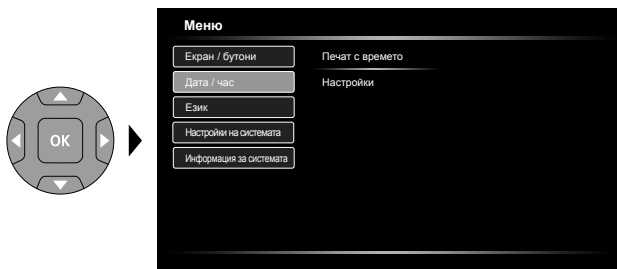 Меню
Екран / бутони
Печат с времето
Дата / час
Настройки
Език
OK
Настройки на системата
Информация за системата